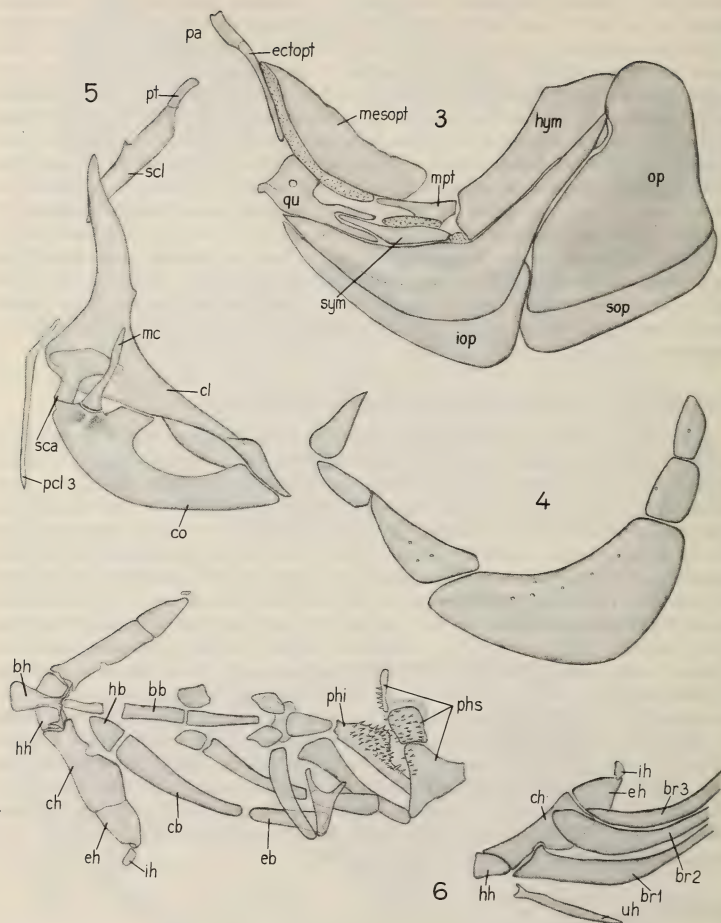 pa
ectopt
5
pt
mesopt
3
hym
scl
op
mpt
qu
sym
mc
sop
iop
cl
sca
4
pcl 3
co
bh
hb
bb
phi
phs
hh
ch
ih
eh
ch
br3
cb
eb
eh
br2
ih
hh
br1
6
uh